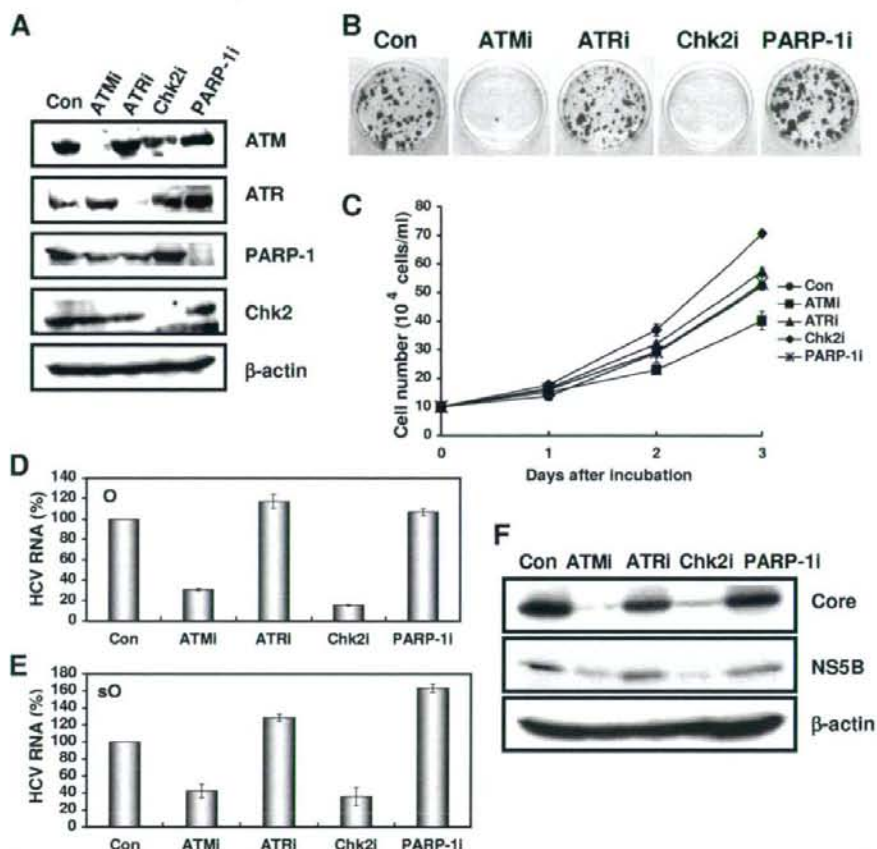 A
Con ATMi ATRi Chk2i PARP-1i
ATM
ATR
PARP-1
Chk2
β-actin
B
Con ATMi ATRi Chk2i PARP-1i
C
Cell number (10⁴ cells/ml)
80
70
60
50
40
30
20
10
0
0 1 2 3
Days after incubation
Con
ATMi
ATRi
Chk2i
PARP-1i
D
O
HCV RNA (%)
140
120
100
80
60
40
20
0
Con ATMi ATRi Chk2i PARP-1i
E
sO
HCV RNA (%)
180
160
140
120
100
80
60
40
20
0
Con ATMi ATRi Chk2i PARP-1i
F
Con ATMi ATRi Chk2i PARP-1i
Core
NS5B
β-actin